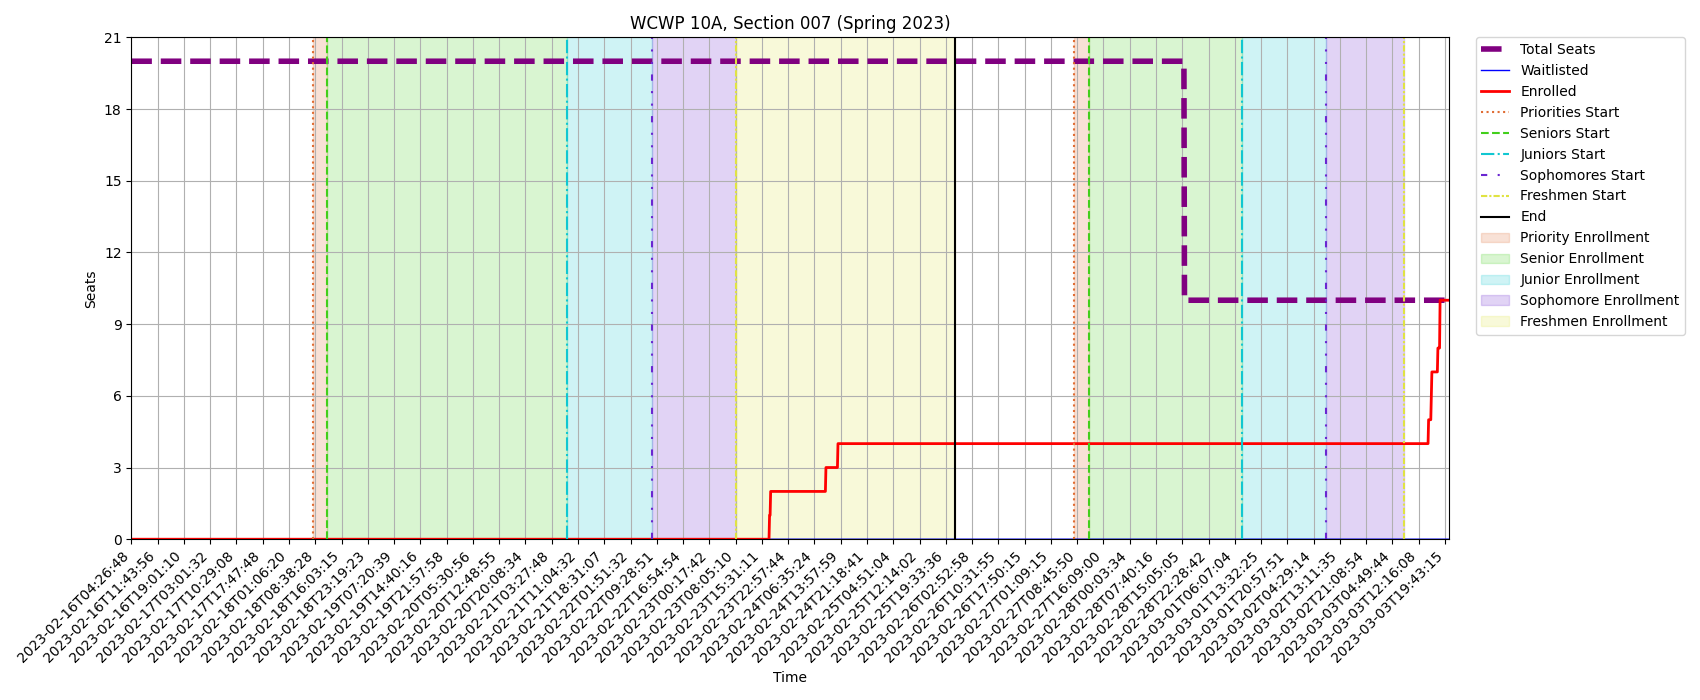 WCWP 10A, Section 007 (Spring 2023)
Seats
21
18
15
12
9
6
3
0
2023-02-16T04:26:48
2023-02-16T11:43:56
2023-02-16T19:01:10
2023-02-17T03:01:32
2023-02-17T10:29:08
2023-02-17T17:47:48
2023-02-18T01:06:20
2023-02-18T08:38:28
2023-02-18T16:03:15
2023-02-18T23:19:23
2023-02-19T07:20:39
2023-02-19T14:40:16
2023-02-19T21:57:58
2023-02-20T05:30:56
2023-02-20T12:48:55
2023-02-20T20:08:34
2023-02-21T03:27:48
2023-02-21T11:04:32
2023-02-21T18:31:07
2023-02-22T01:51:32
2023-02-22T09:28:51
2023-02-22T16:54:54
2023-02-23T00:17:42
2023-02-23T08:05:10
2023-02-23T15:31:11
2023-02-23T22:57:44
2023-02-24T06:35:24
2023-02-24T13:57:59
2023-02-24T21:18:41
2023-02-25T04:51:04
2023-02-25T12:14:02
2023-02-25T19:33:36
2023-02-26T02:52:58
2023-02-26T10:31:55
2023-02-26T17:50:15
2023-02-27T01:09:15
2023-02-27T08:45:50
2023-02-27T16:09:00
2023-02-28T00:03:34
2023-02-28T07:40:16
2023-02-28T15:05:05
2023-02-28T22:28:42
2023-03-01T06:07:04
2023-03-01T13:32:25
2023-03-01T20:57:51
2023-03-02T04:29:14
2023-03-02T13:11:35
2023-03-02T21:08:54
2023-03-03T04:49:44
2023-03-03T12:16:08
2023-03-03T19:43:15
Time
Total Seats
Waitlisted
Enrolled
Priorities Start
Seniors Start
Juniors Start
Sophomores Start
Freshmen Start
End
Priority Enrollment
Senior Enrollment
Junior Enrollment
Sophomore Enrollment
Freshmen Enrollment